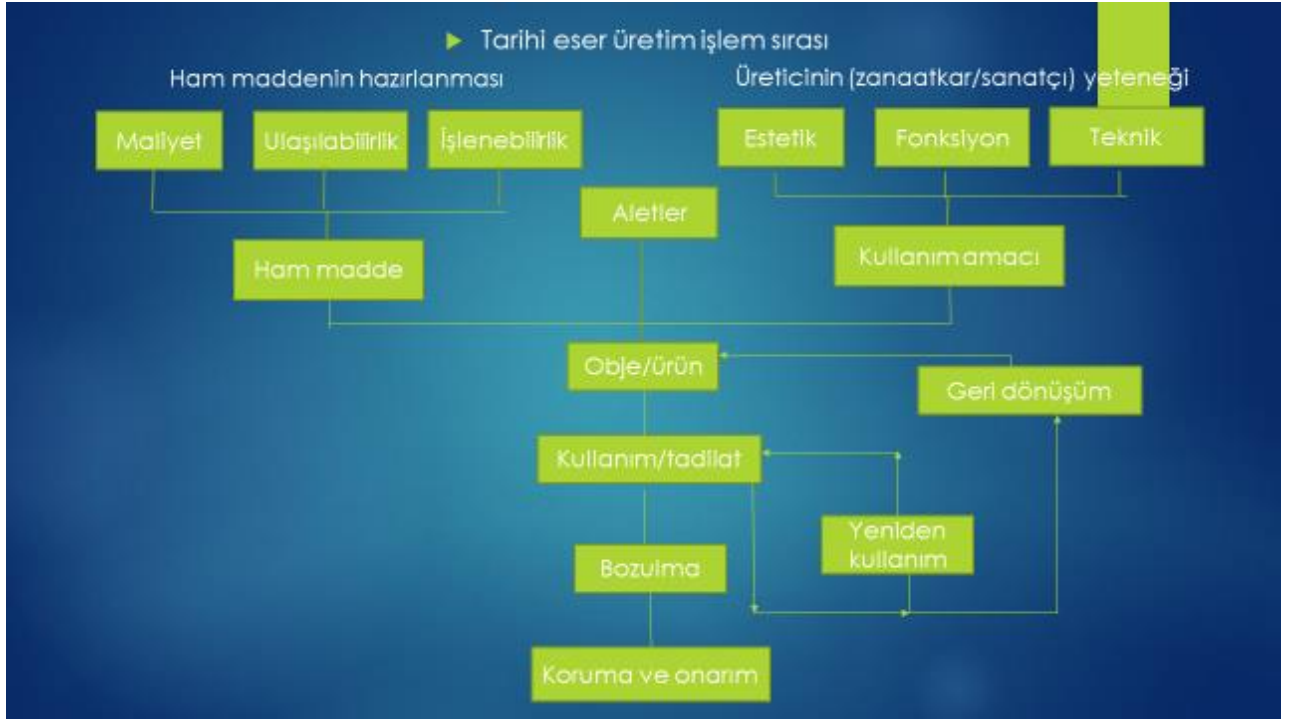 Tarihi eser üretim işlem sırası
Ham maddenin hazırlanması
Üreticinin (zanaatkar/sanatçı) yeteneği
Maliyet
Ulaşılabilirlik
İşlenebilirlik
Estetik
Fonksiyon
Teknik
Aletler
Ham madde
Kullanım amacı
Obje/ürün
Geri dönüşüm
Kullanım/tadilat
Yeniden
kullanım
Bozulma
Koruma ve onarım